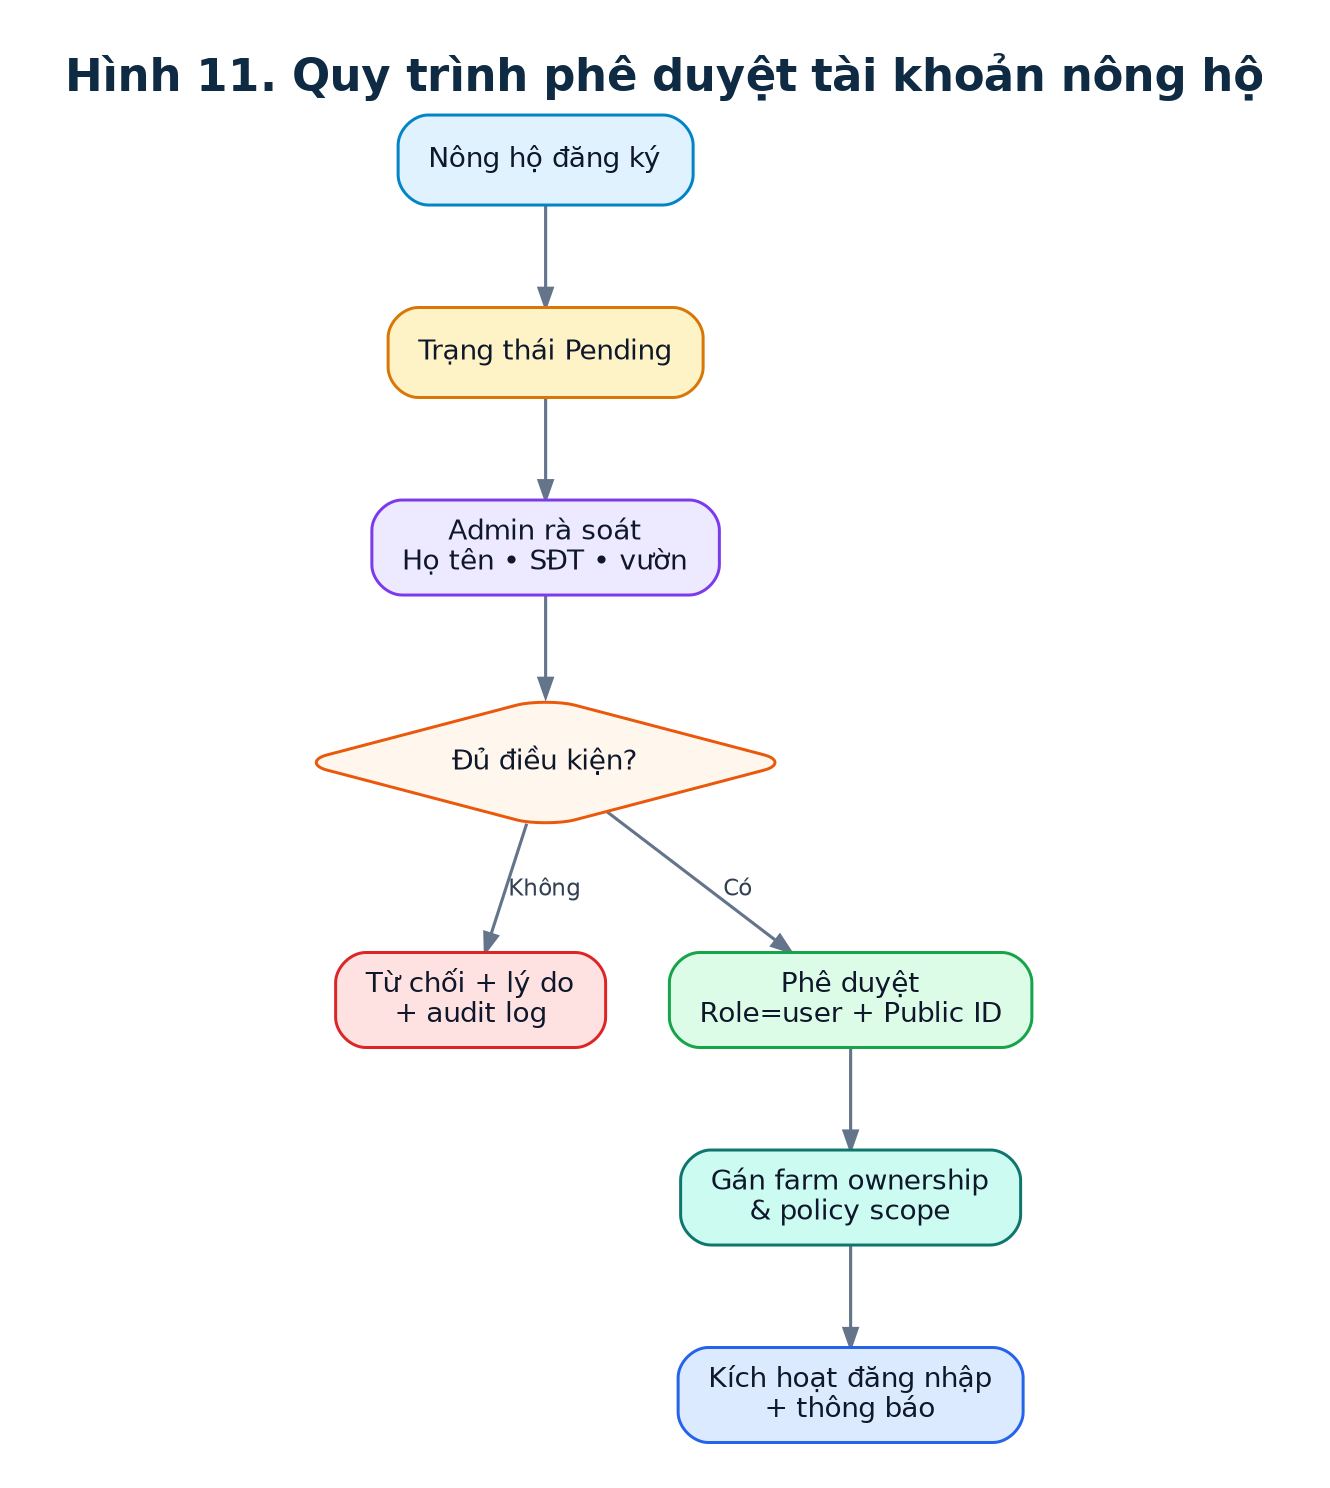 Hình 11. Quy trình phê duyệt tài khoản nông hộ
Nông hộ đăng ký
Trạng thái Pending
Admin rà soát
Họ tên • SĐT • vườn
Đủ điều kiện?
Không
Có
Từ chối + lý do
+ audit log
Phê duyệt
Role=user + Public ID
Gán farm ownership
& policy scope
Kích hoạt đăng nhập
+ thông báo